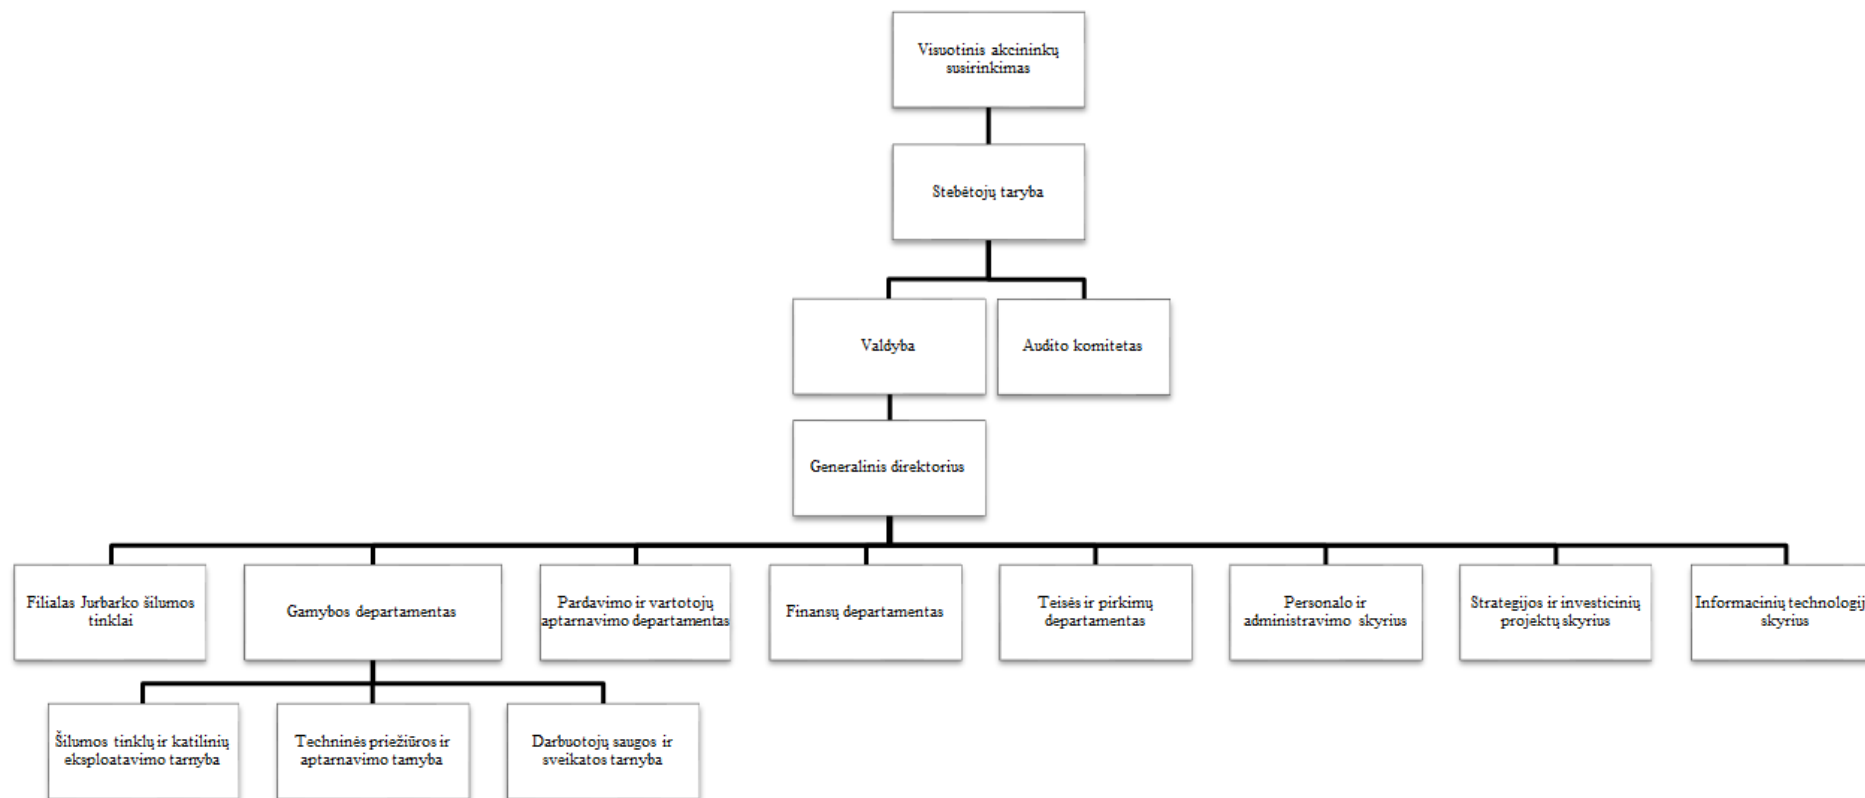 Visuotinis akcininkų
susirinkimas
Stebėtojų taryba
Valdyba
Audito komitetas
Generalinis direktorius
Filialas Jurbarko šilumos
tinklai
Gamybos departamentas
Pardavimo ir vartotojų
aptarnavimo departamentas
Finansų departamentas
Teisės ir pirkimų
departamentas
Personalo ir
administravimo skyrius
Strategijos ir investicinių
projektų skyrius
Informacinių technologij
skyrius
Šilumos tinklų ir katilinių
eksploatavimo tarnyba
Techninės priežiūros ir
aptarnavimo tarnyba
Darbuotojų saugos ir
sveikatos tarnyba